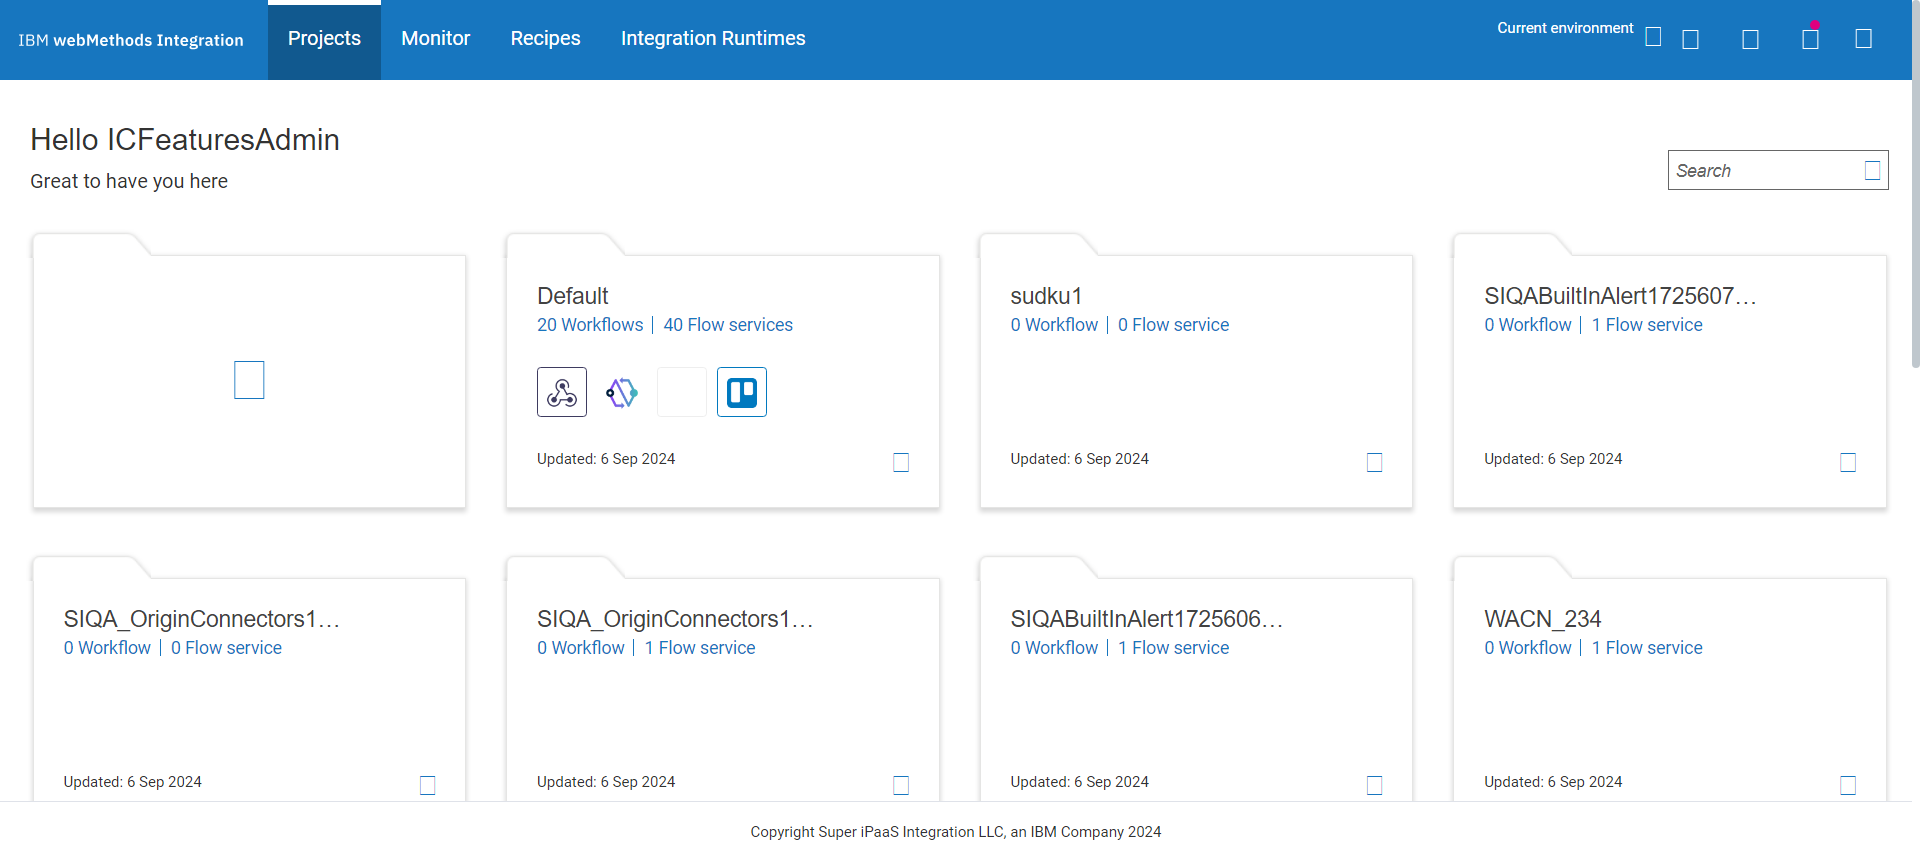 IBM webMethods Integration
Projects
Monitor
Recipes
Integration Runtimes
Current environment
Hello ICFeaturesAdmin
Great to have you here
Search
Default
20 Workflows | 40 Flow services
Updated: 6 Sep 2024
sudku1
0 Workflow | 0 Flow service
Updated: 6 Sep 2024
SIQABuiltInAlert1725607...
0 Workflow | 1 Flow service
Updated: 6 Sep 2024
SIQA_OriginConnectors1...
0 Workflow | 0 Flow service
Updated: 6 Sep 2024
SIQA_OriginConnectors1...
0 Workflow | 1 Flow service
Updated: 6 Sep 2024
SIQABuiltInAlert1725606...
0 Workflow | 1 Flow service
Updated: 6 Sep 2024
WACN_234
0 Workflow | 1 Flow service
Updated: 6 Sep 2024
Copyright Super iPaaS Integration LLC, an IBM Company 2024